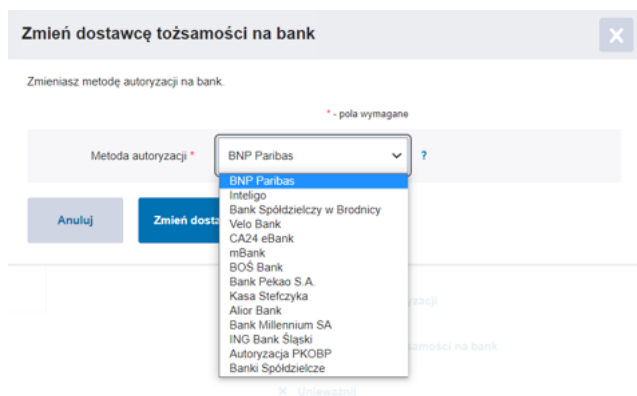 Zmień dostawcę tożsamości na bank
X
Zmieniasz metodę autoryzacji na bank.
* - pola wymagane
Metoda autoryzacji *
BNP Paribas
?
BNP Paribas
Inteligo
Bank Spółdzielczy w Brodnicy
Velo Bank
CA24 eBank
mBank
BOŚ Bank
Bank Pekao S.A.
Kasa Stefczyka
Alior Bank
Bank Millennium SA
ING Bank Śląski
Autoryzacja PKOBP
Banki Spółdzielcze
Anuluj
Zmień dosta
yzacji
samości na bank
X Unieważnij